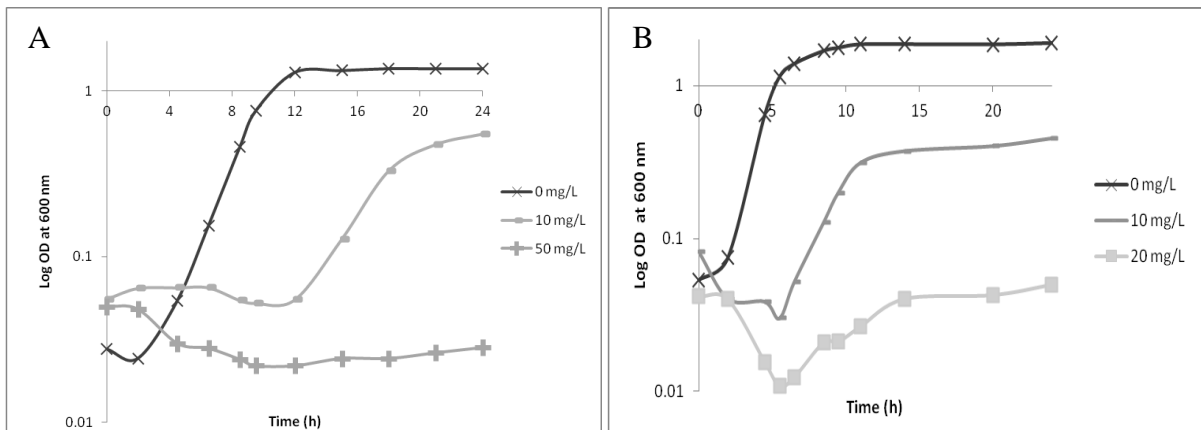 A
1
0 4 8 12 16 20 24
0.1
0.01
Log OD at 600 nm
Time (h)
0 mg/L
10 mg/L
50 mg/L
B
1
0 5 10 15 20
0.1
0.01
Log OD at 600 nm
Time (h)
0 mg/L
10 mg/L
20 mg/L